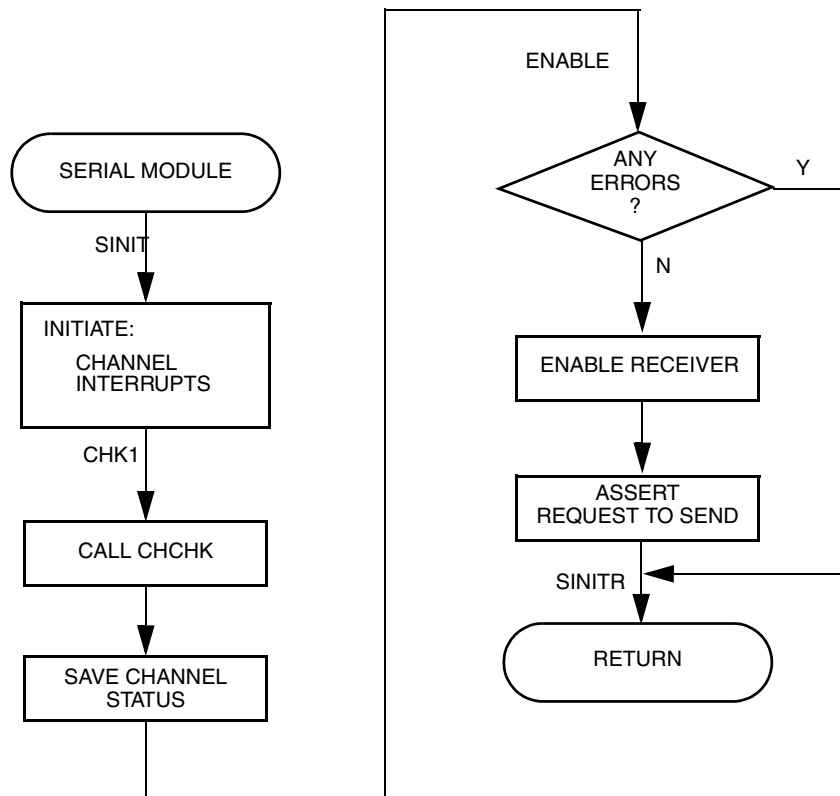 SERIAL MODULE
SINIT
INITIATE:
CHANNEL
INTERRUPTS
CHK1
CALL CHCHK
SAVE CHANNEL
STATUS
ENABLE
ANY
ERRORS
?
Y
N
ENABLE RECEIVER
ASSERT
REQUEST TO SEND
SINITR
RETURN